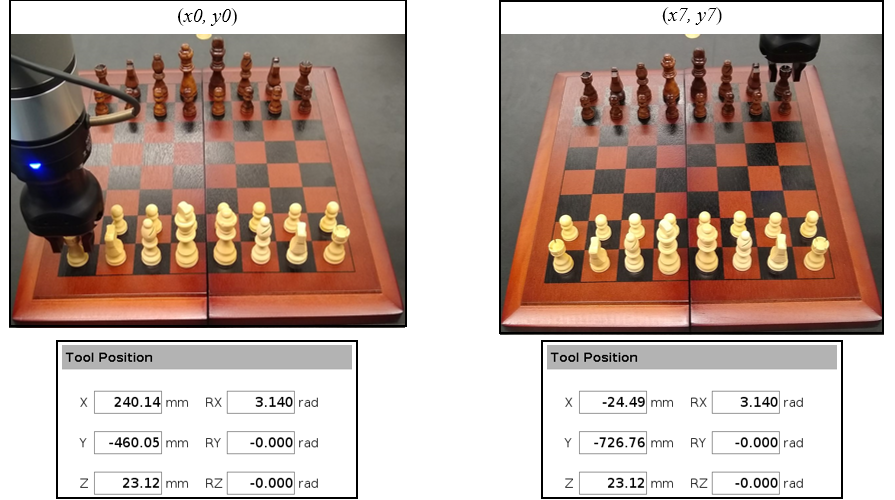 (x0, y0)
(x7, y7)
Tool Position
X 240.14 mm RX 3.140 rad
Y -460.05 mm RY -0.000 rad
Z 23.12 mm RZ -0.000 rad
Tool Position
X -24.49 mm RX 3.140 rad
Y -726.76 mm RY -0.000 rad
Z 23.12 mm RZ -0.000 rad